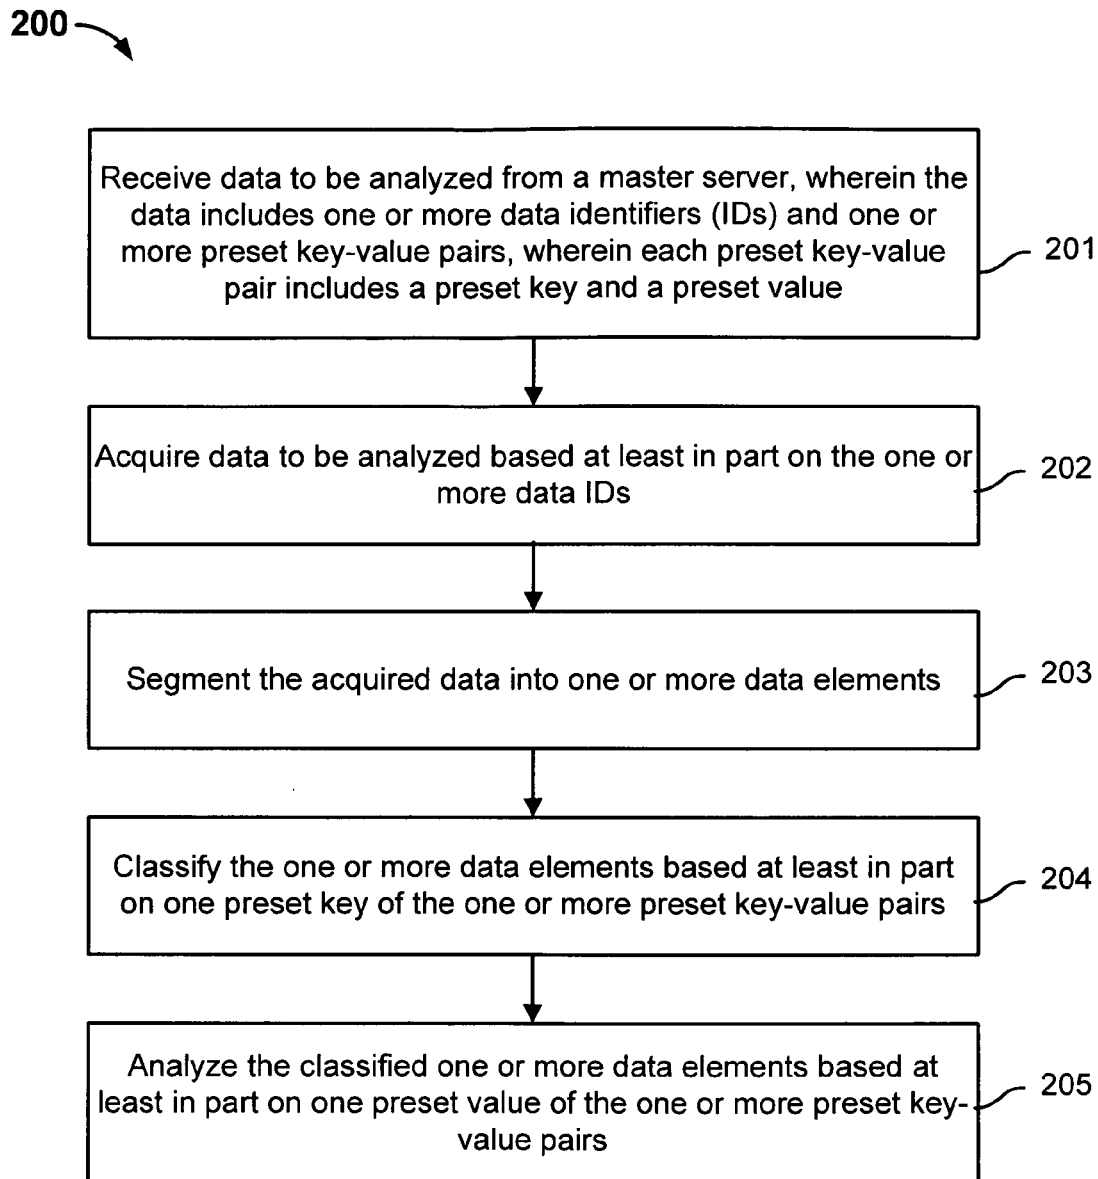 200
Receive data to be analyzed from a master server, wherein the
data includes one or more data identifiers (IDs) and one or
more preset key-value pairs, wherein each preset key-value
pair includes a preset key and a preset value
201
Acquire data to be analyzed based at least in part on the one or
more data IDs
202
Segment the acquired data into one or more data elements
203
Classify the one or more data elements based at least in part
on one preset key of the one or more preset key-value pairs
204
Analyze the classified one or more data elements based at
least in part on one preset value of the one or more preset key-
value pairs
205